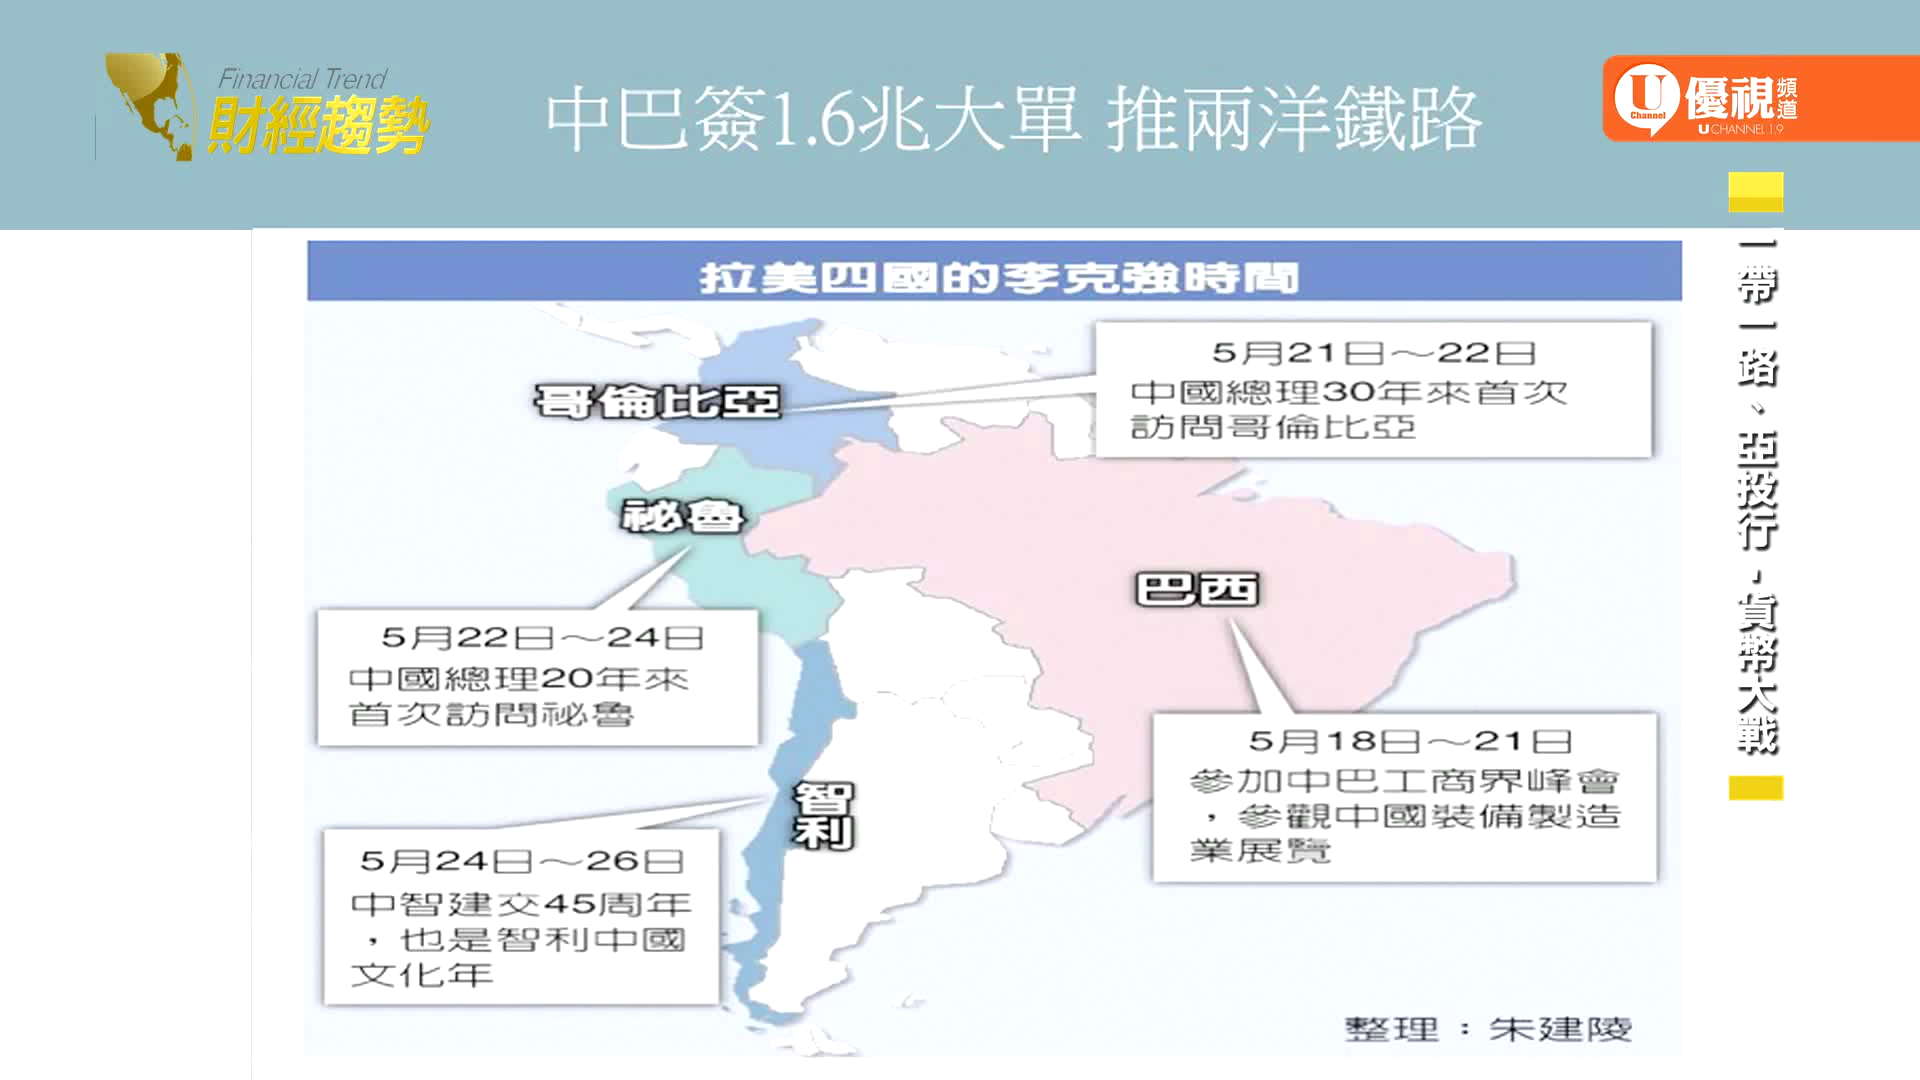 Financial Trend
財經趨勢
中巴簽1.6兆大單 推兩洋鐵路
U
Channel
優視頻道
U CHANNEL 1.9
一帶一路、亞投行，貨幣大戰
拉美四國的李克強時間
5月21日～22日
中國總理30年來首次
訪問哥倫比亞
哥倫比亞
祕魯
巴西
5月22日～24日
中國總理20年來
首次訪問祕魯
5月18日～21日
參加中巴工商界峰會
，參觀中國裝備製造
業展覽
智利
5月24日～26日
中智建交45周年
，也是智利中國
文化年
整理：朱建陵